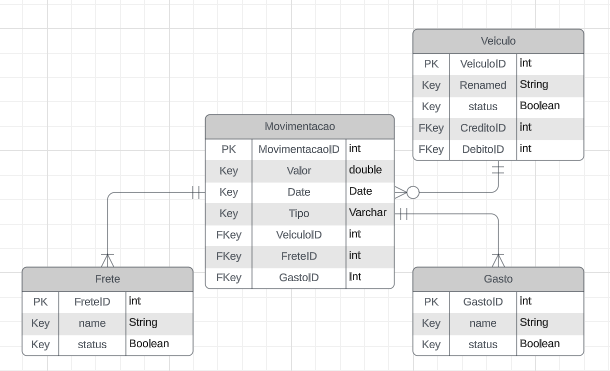 Veiculo
PK VeiculoID int
Key Renamed String
Key status Boolean
FKey CreditoID int
FKey DebitoID int
Movimentacao
PK MovimentacaoID int
Key Valor double
Key Date Date
Key Tipo Varchar
FKey VeiculoID int
FKey FreteID int
FKey GastoID Int
Frete
PK FreteID int
Key name String
Key status Boolean
Gasto
PK GastoID int
Key name String
Key status Boolean